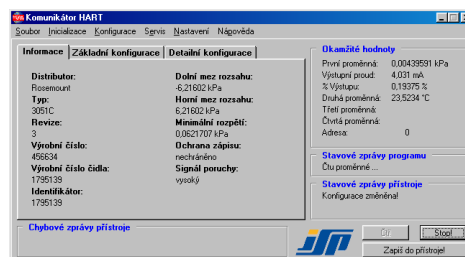 Komunikátor HART
Soubor Inicializace Konfigurace Servis Nastavení Nápověda
Informace Základní konfigurace Detailní konfigurace
Distributor:
Rosemount
Typ:
3051C
Revize:
3
Výrobní číslo:
456634
Výrobní číslo čidla:
1795139
Identifikátor:
1795139
Dolní mez rozsahu:
-6,21602 kPa
Horní mez rozsahu:
6,21602 kPa
Minimální rozpětí:
0,0621707 kPa
Ochrana zápisu:
nechráněno
Signál poruchy:
vysoký
Okamžité hodnoty
První proměnná: 0,00439591 kPa
Výstupní proud: 4,031 mA
% Výstupu: 0,19375 %
Druhá proměnná: 23,5234 °C
Třetí proměnná:
Čtvrtá proměnná:
Adresa: 0
Stavové zprávy programu
Čtu proměnné ...
Stavové zprávy přístroje
Konfigurace změněna!
Chybové zprávy přístroje
JSP
Čti Stop!
Zapiš do přístroje!